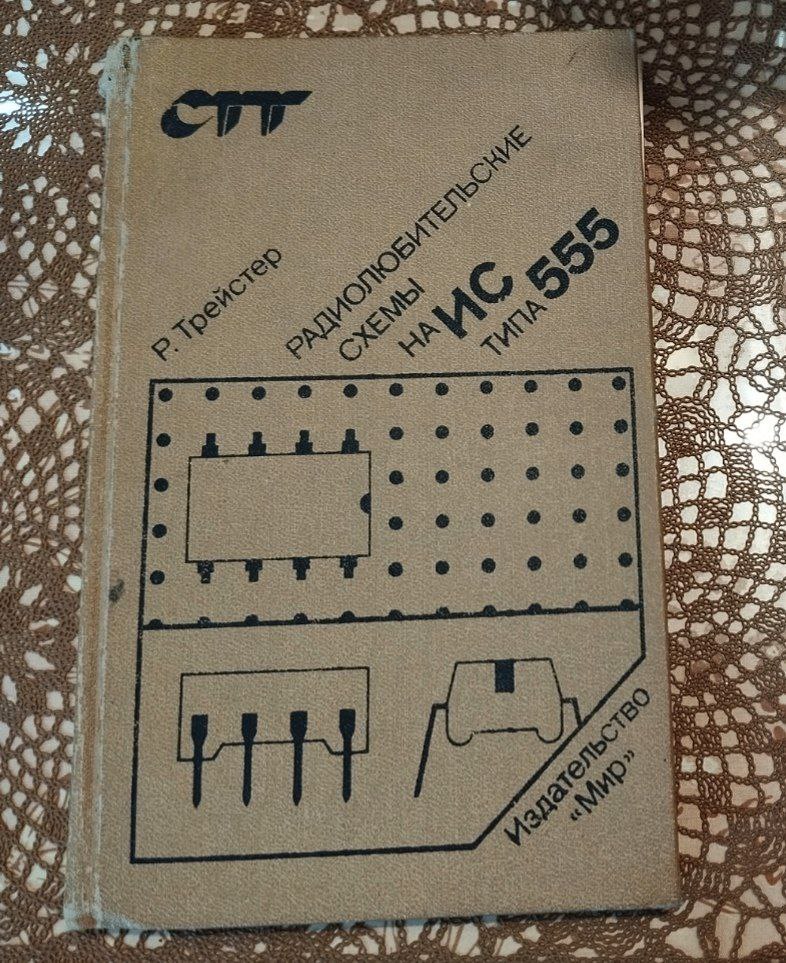 СТТ
Р. Трейстер
РАДИОЛЮБИТЕЛЬСКИЕ
СХЕМЫ
НА ИС
ТИПА 555
Издательство
«Мир»